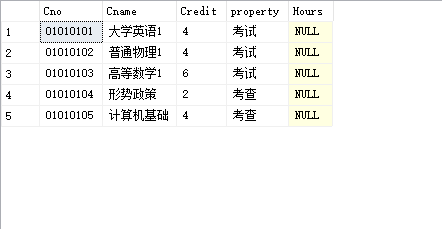 Cno Cname Credit property Hours
1 01010101 大学英语1 4 考试 NULL
2 01010102 普通物理1 4 考试 NULL
3 01010103 高等数学1 6 考试 NULL
4 01010104 形势政策 2 考查 NULL
5 01010105 计算机基础 4 考查 NULL